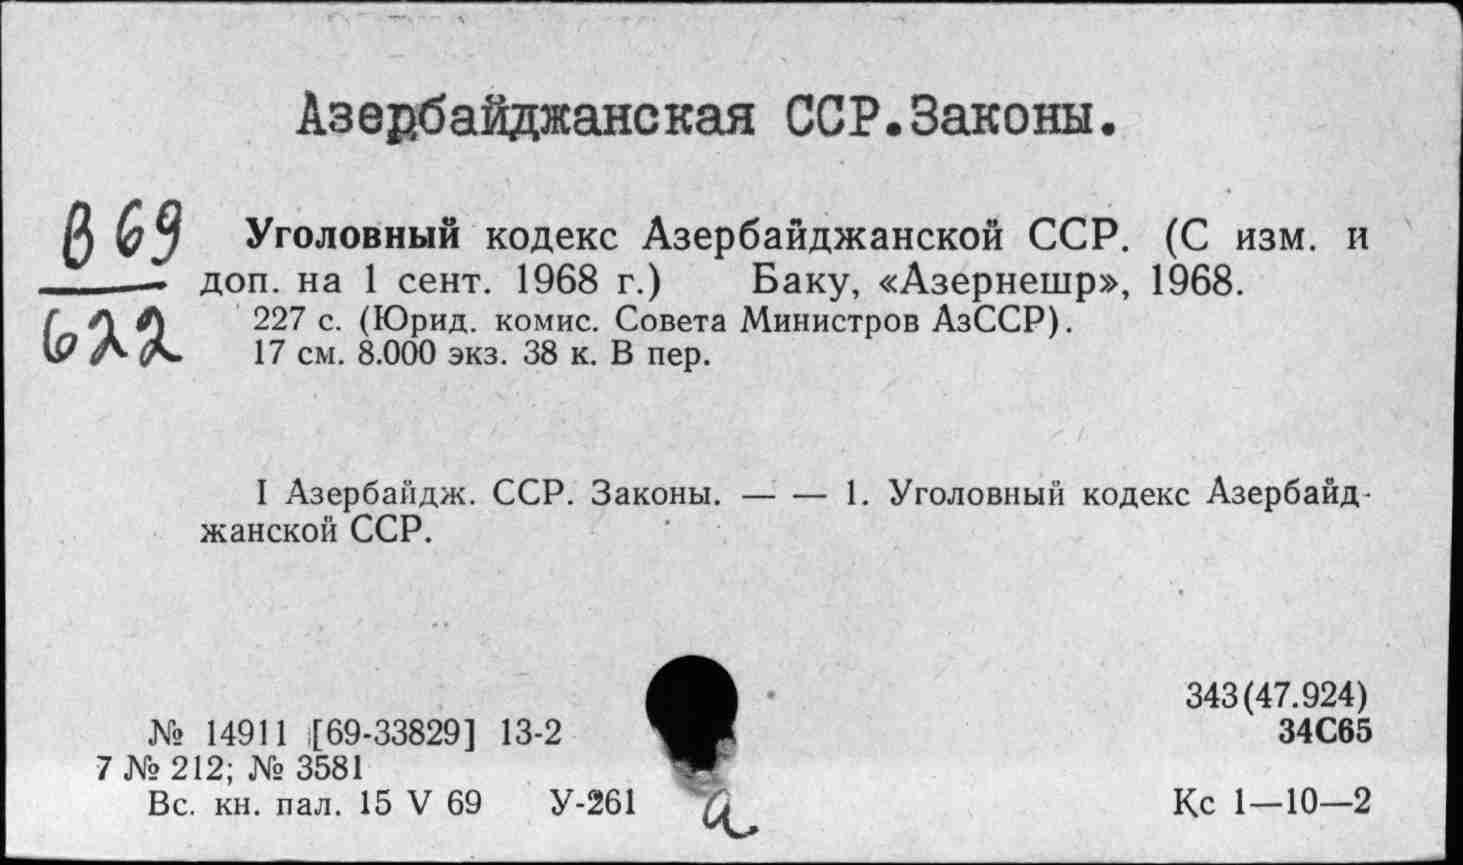 Азербайджанская ССР.Законы.
В 69
622
Уголовный кодекс Азербайджанской ССР. (С изм. и
доп. на 1 сент. 1968 г.) Баку, «Азернешр», 1968.
227 с. (Юрид. комис. Совета Министров АзССР).
17 см. 8.000 экз. 38 к. В пер.
I Азербайдж. ССР. Законы. — — 1. Уголовный кодекс Азербайд-
жанской ССР.
343(47.924)
№ 14911 [69-33829] 13-2 34С65
7 № 212; № 3581
Вс. кн. пал. 15 V 69 У-261 Кс 1—10—2